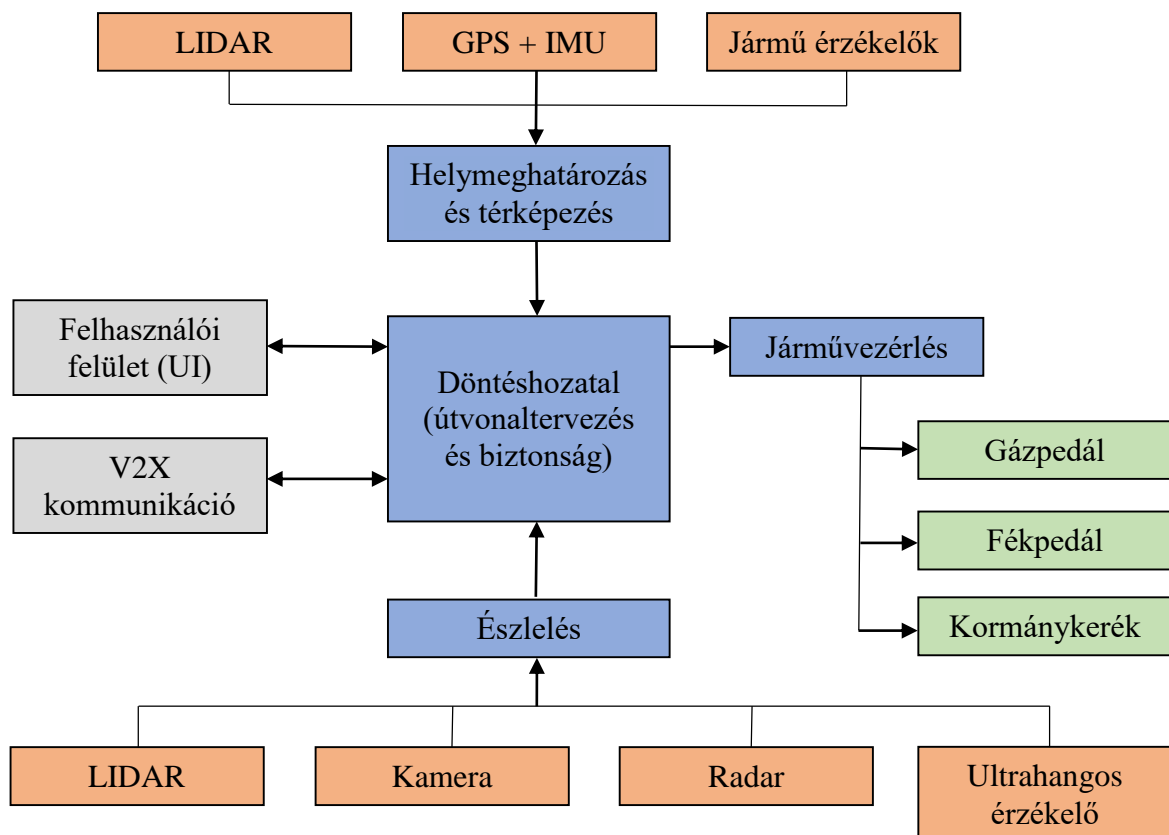 LIDAR
GPS + IMU
Jármű érzékelők
Helymeghatározás
és térképezés
Felhasználói
felület (UI)
Döntéshozatal
(útvonaltervezés
és biztonság)
Járművezérlés
V2X
kommunikáció
Gázpedál
Fékpedál
Kormánykerék
Észlelés
LIDAR
Kamera
Radar
Ultrahangos
érzékelő